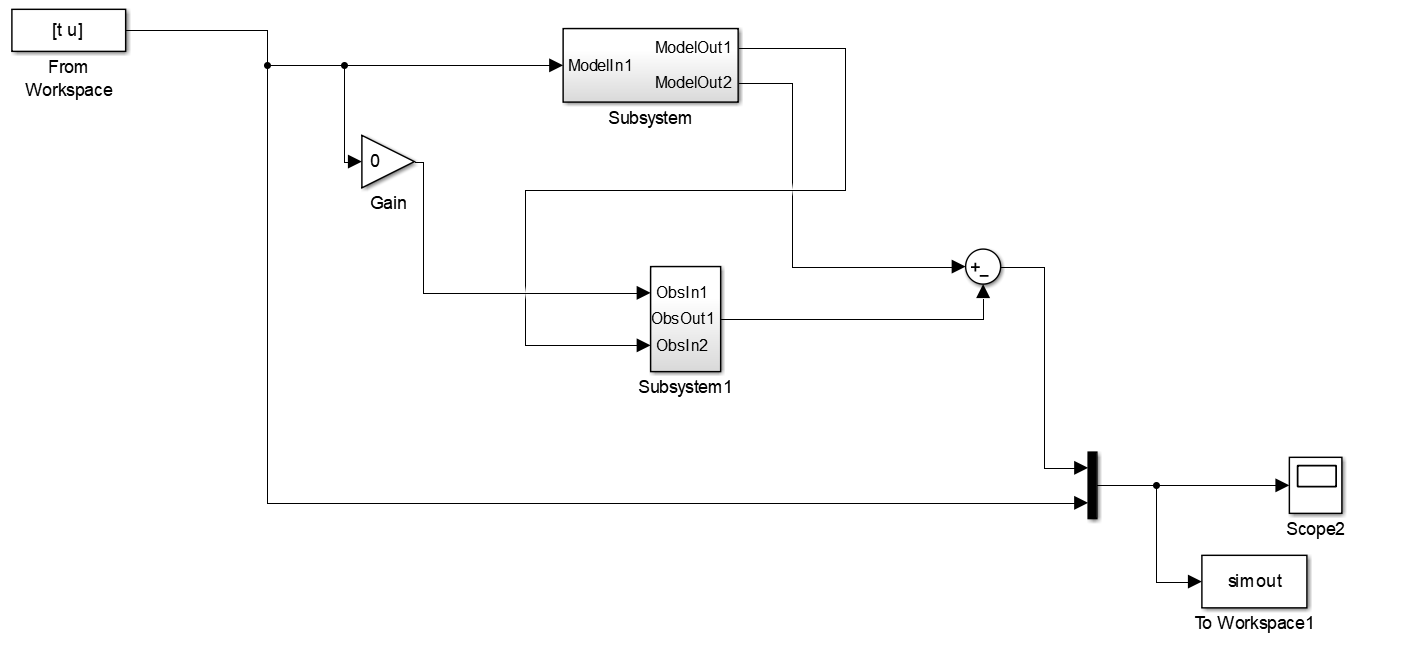 [t u]
From
Workspace
ModelIn1
ModelOut1
ModelOut2
Subsystem
0
Gain
+
−
ObsIn1
ObsOut1
ObsIn2
Subsystem1
Scope2
simout
To Workspace1